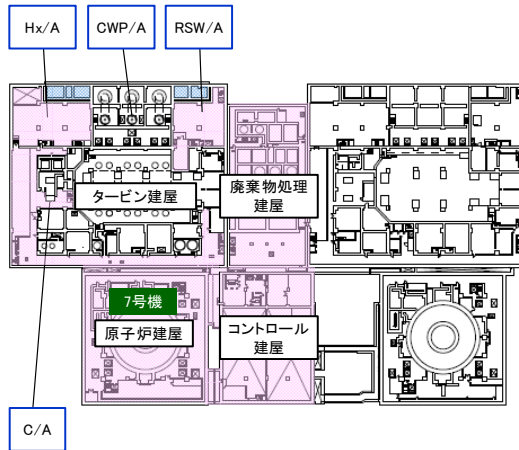 Hx/A
CWP/A
RSW/A
タービン建屋
廃棄物処理
建屋
7号機
原子炉建屋
コントロール
建屋
C/A